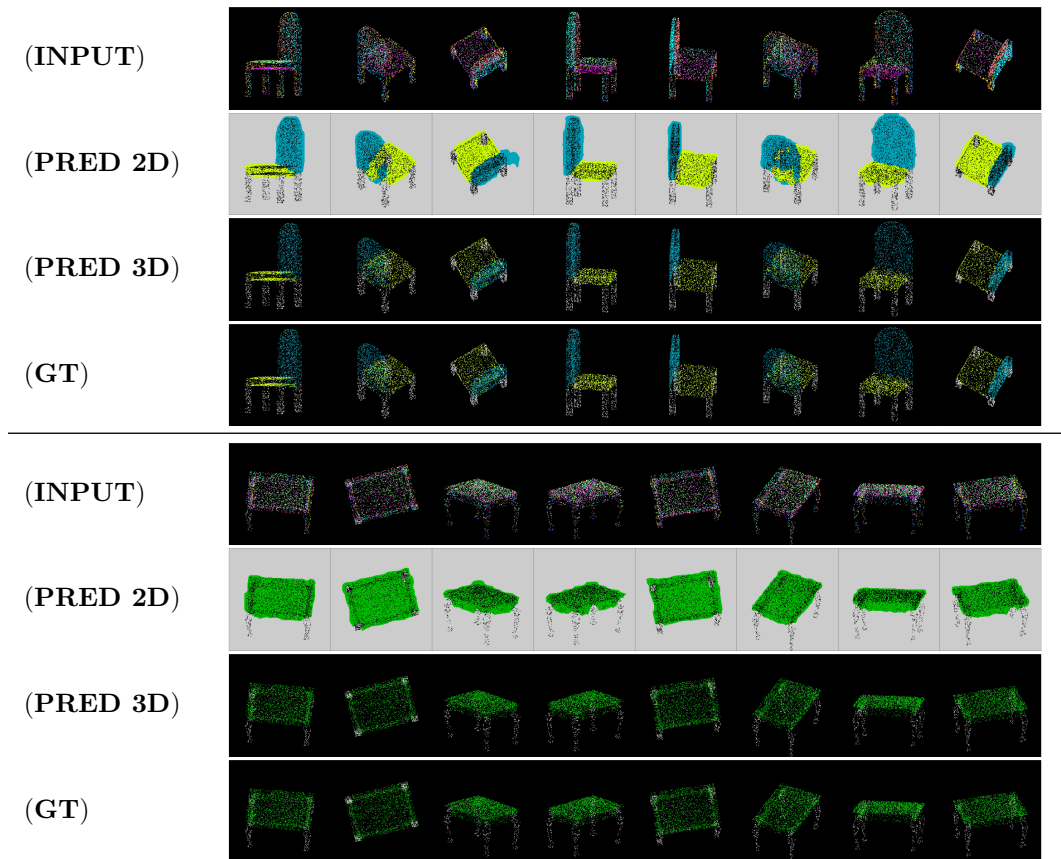 (INPUT)
(PRED 2D)
(PRED 3D)
(GT)
(INPUT)
(PRED 2D)
(PRED 3D)
(GT)